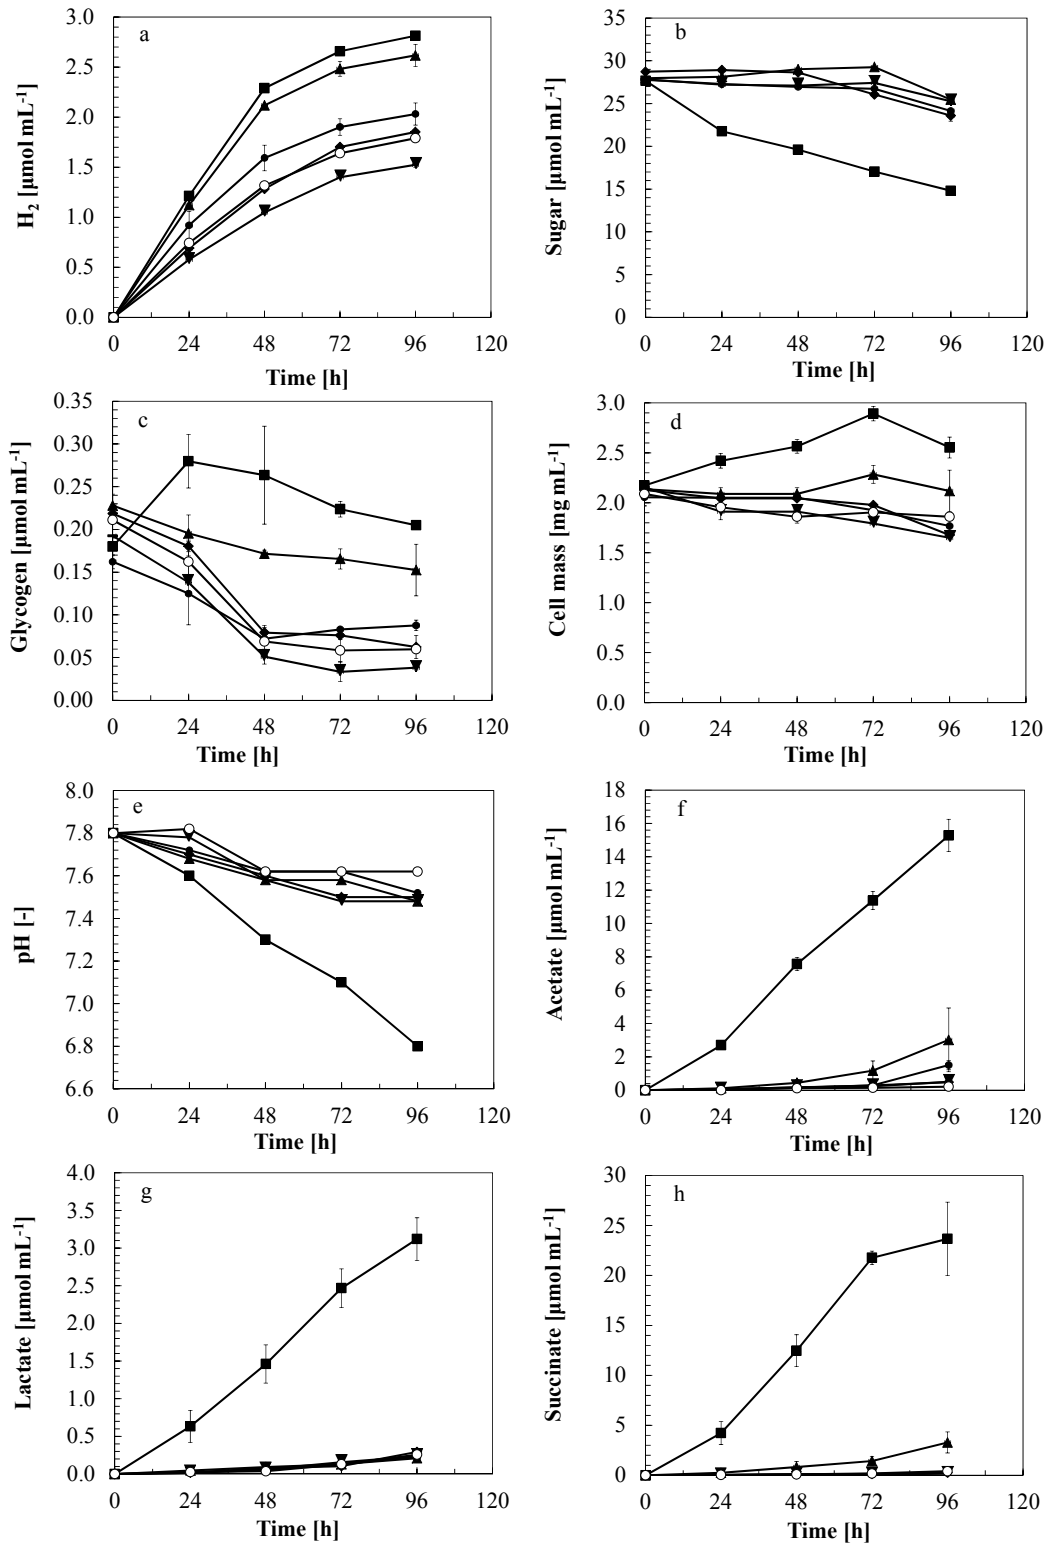 a
H₂ [µmol mL⁻¹]
3.0
2.5
2.0
1.5
1.0
0.5
0.0
0 24 48 72 96 120
Time [h]
b
Sugar [µmol mL⁻¹]
35
30
25
20
15
10
5
0
0 24 48 72 96 120
Time [h]
c
Glycogen [µmol mL⁻¹]
0.35
0.30
0.25
0.20
0.15
0.10
0.05
0.00
0 24 48 72 96 120
Time [h]
d
Cell mass [mg mL⁻¹]
3.0
2.5
2.0
1.5
1.0
0.5
0.0
0 24 48 72 96 120
Time [h]
e
pH [-]
8.0
7.8
7.6
7.4
7.2
7.0
6.8
6.6
0 24 48 72 96 120
Time [h]
f
Acetate [µmol mL⁻¹]
18
16
14
12
10
8
6
4
2
0
0 24 48 72 96 120
Time [h]
g
Lactate [µmol mL⁻¹]
4.0
3.5
3.0
2.5
2.0
1.5
1.0
0.5
0.0
0 24 48 72 96 120
Time [h]
h
Succinate [µmol mL⁻¹]
30
25
20
15
10
5
0
0 24 48 72 96 120
Time [h]